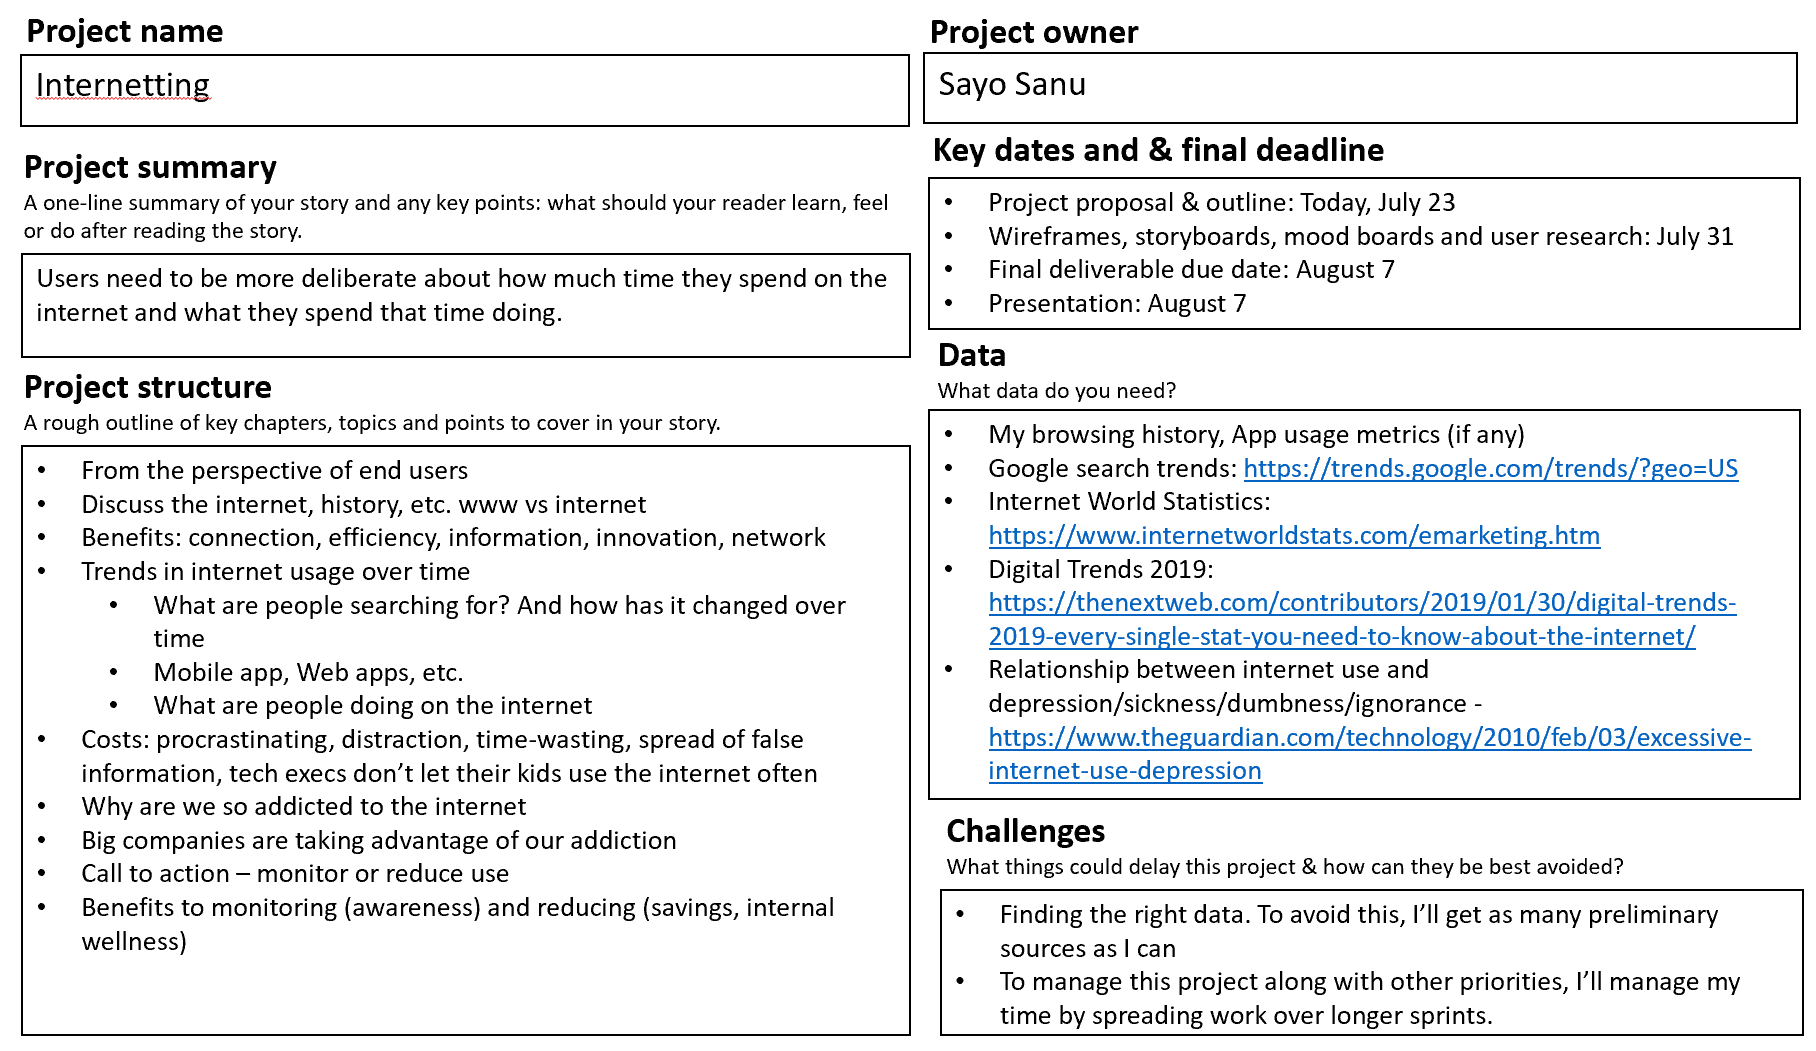 Project name
Internetting
Project summary
A one-line summary of your story and any key points: what should your reader learn, feel
or do after reading the story.
Users need to be more deliberate about how much time they spend on the
internet and what they spend that time doing.
Project structure
A rough outline of key chapters, topics and points to cover in your story.
• From the perspective of end users
• Discuss the internet, history, etc. www vs internet
• Benefits: connection, efficiency, information, innovation, network
• Trends in internet usage over time
• What are people searching for? And how has it changed over
time
• Mobile app, Web apps, etc.
• What are people doing on the internet
• Costs: procrastinating, distraction, time-wasting, spread of false
information, tech execs don’t let their kids use the internet often
• Why are we so addicted to the internet
• Big companies are taking advantage of our addiction
• Call to action – monitor or reduce use
• Benefits to monitoring (awareness) and reducing (savings, internal
wellness)
Project owner
Sayo Sanu
Key dates and & final deadline
• Project proposal & outline: Today, July 23
• Wireframes, storyboards, mood boards and user research: July 31
• Final deliverable due date: August 7
• Presentation: August 7
Data
What data do you need?
• My browsing history, App usage metrics (if any)
• Google search trends: https://trends.google.com/trends/?geo=US
• Internet World Statistics:
https://www.internetworldstats.com/emarketing.htm
• Digital Trends 2019:
https://thenextweb.com/contributors/2019/01/30/digital-trends-
2019-every-single-stat-you-need-to-know-about-the-internet/
• Relationship between internet use and
depression/sickness/dumbness/ignorance -
https://www.theguardian.com/technology/2010/feb/03/excessive-
internet-use-depression
Challenges
What things could delay this project & how can they be best avoided?
• Finding the right data. To avoid this, I’ll get as many preliminary
sources as I can
• To manage this project along with other priorities, I’ll manage my
time by spreading work over longer sprints.